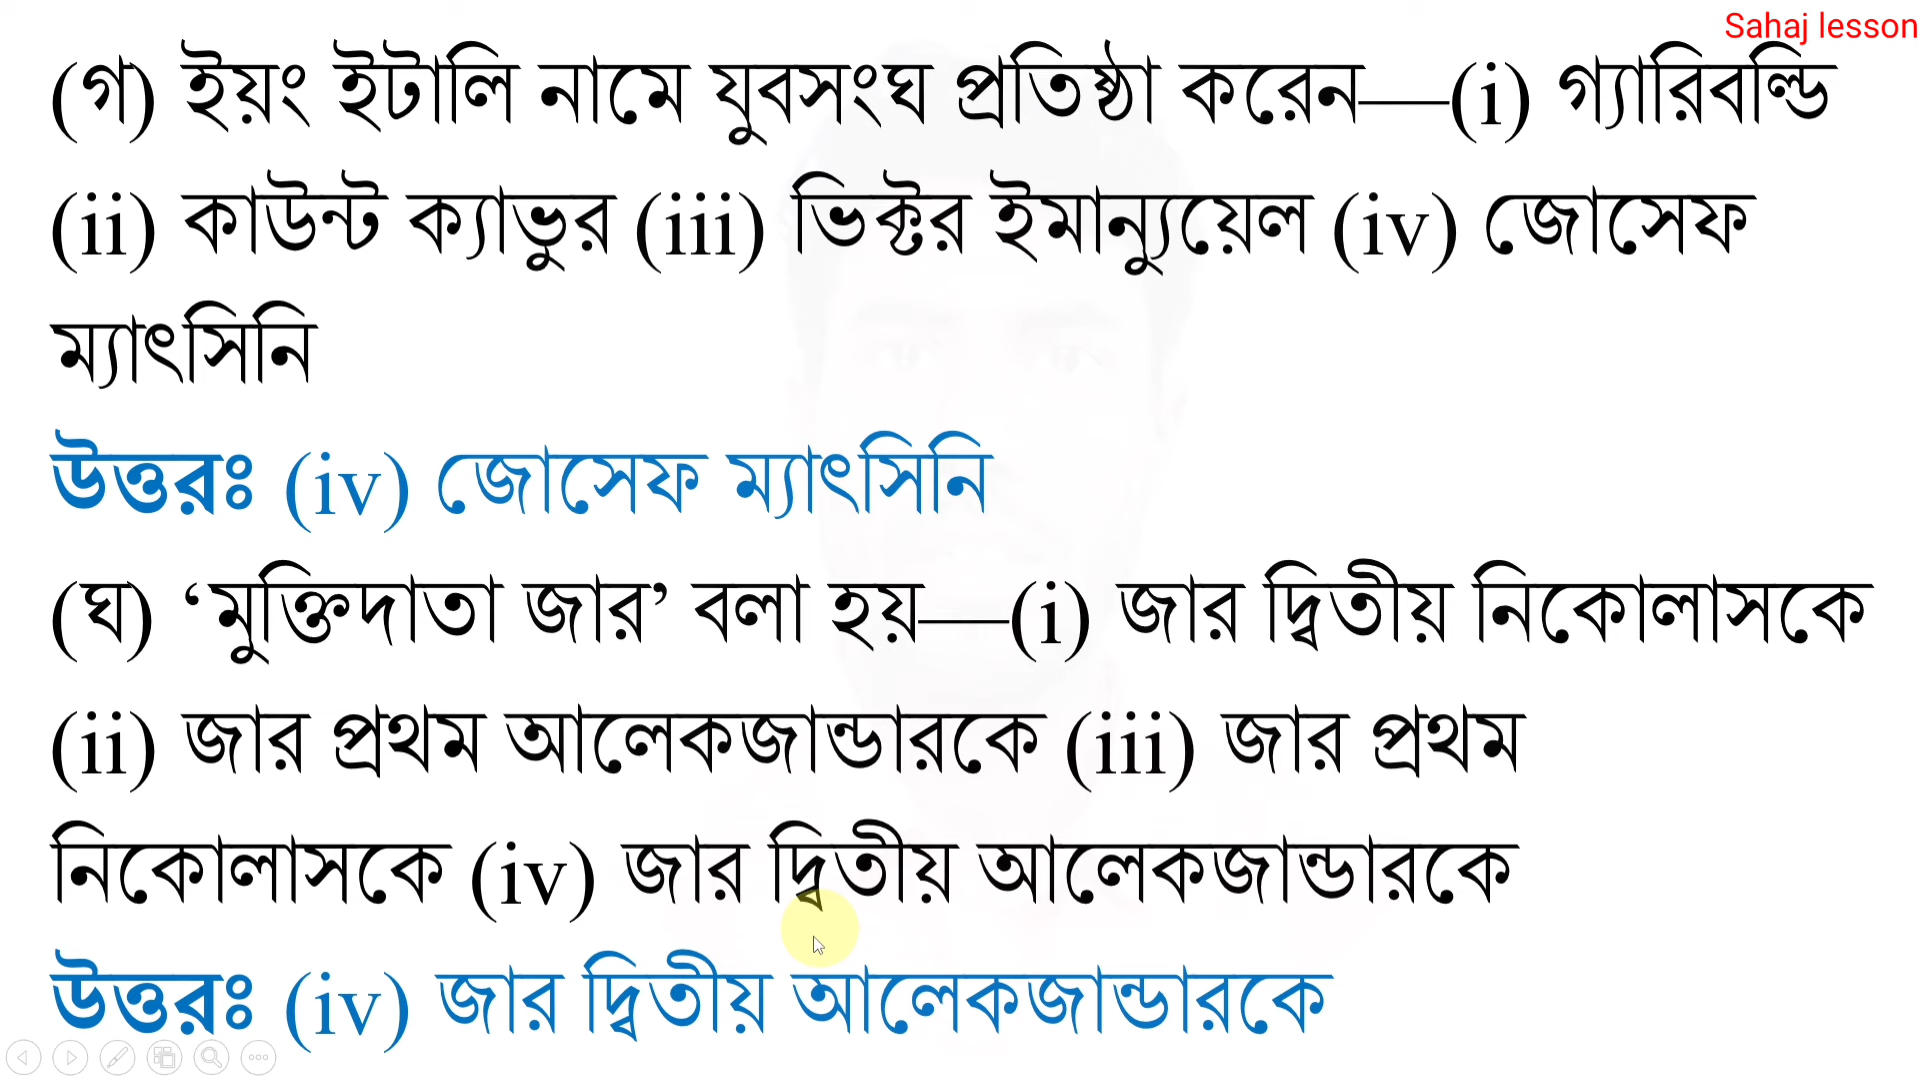 Sahaj lesson
(গ) ইয়ং ইটালি নামে যুবসংঘ প্রতিষ্ঠা করেন—(i) গ্যারিবল্ডি
(ii) কাউন্ট ক্যাভুর (iii) ভিক্টর ইমান্যুয়েল (iv) জোসেফ
ম্যাৎসিনি
উত্তরঃ (iv) জোসেফ ম্যাৎসিনি
(ঘ) ‘মুক্তিদাতা জার’ বলা হয়—(i) জার দ্বিতীয় নিকোলাসকে
(ii) জার প্রথম আলেকজান্ডারকে (iii) জার প্রথম
নিকোলাসকে (iv) জার দ্বিতীয় আলেকজান্ডারকে
উত্তরঃ (iv) জার দ্বিতীয় আলেকজান্ডারকে